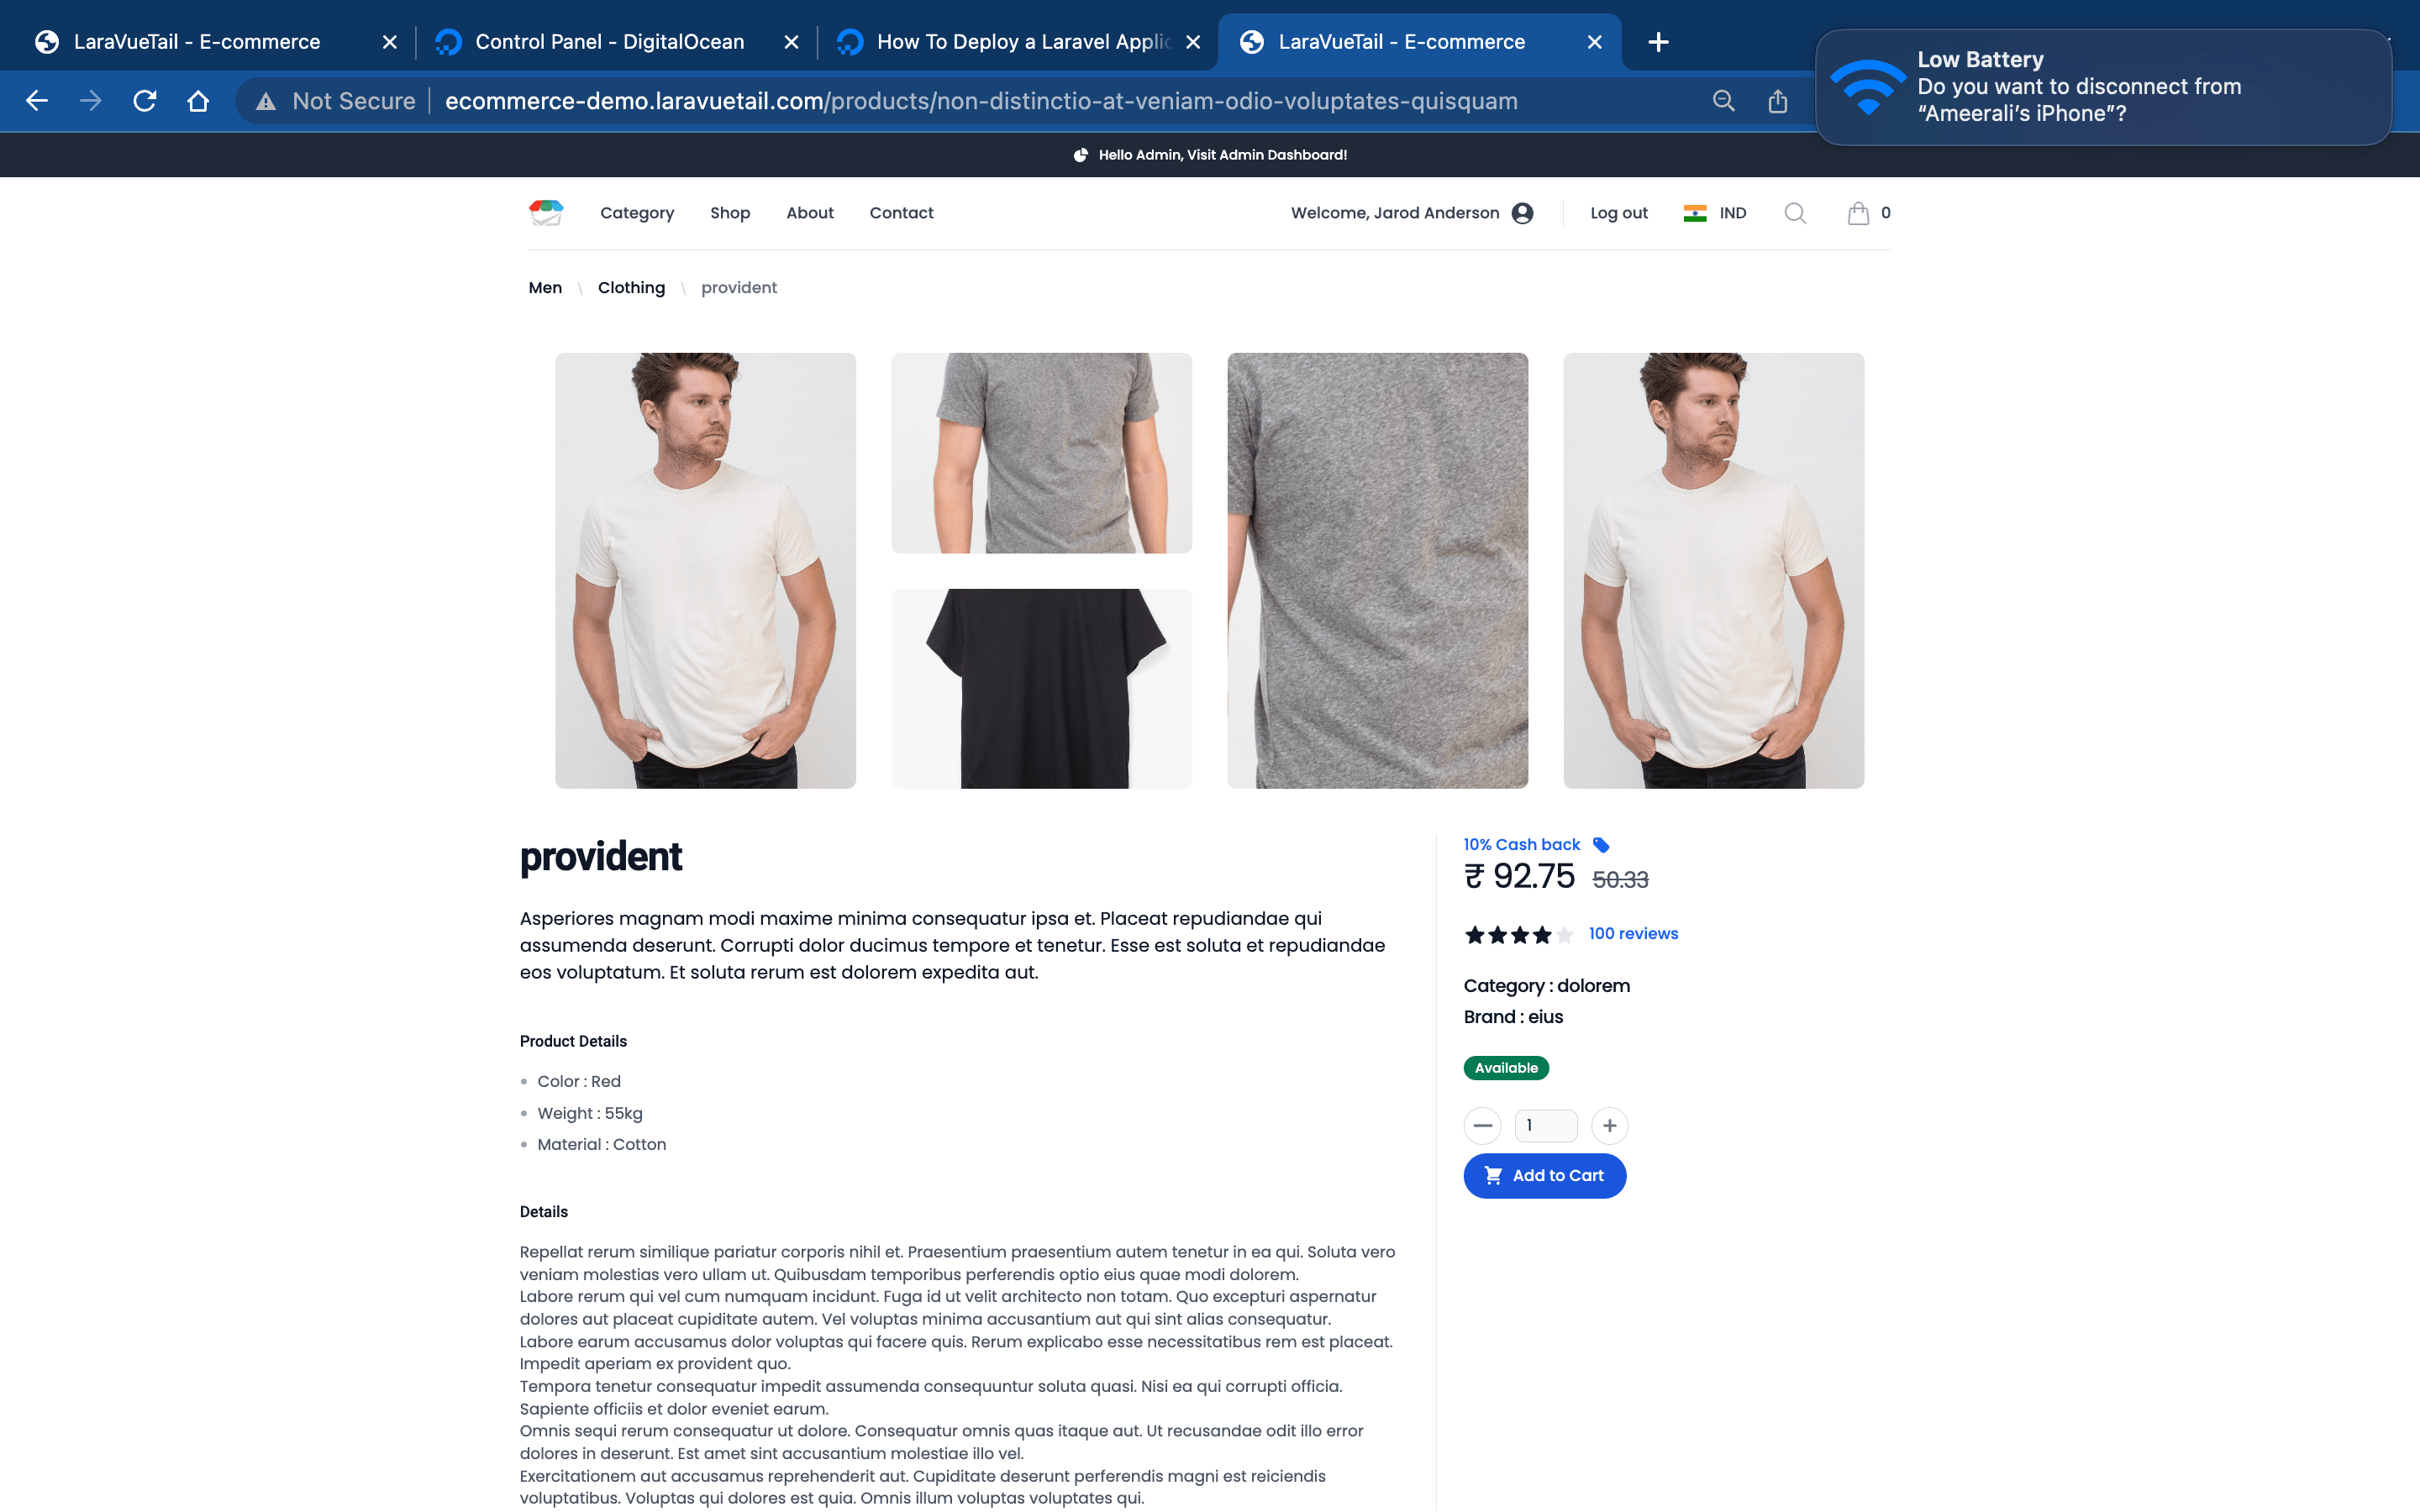 LaraVueTail - E-commerce
Control Panel - DigitalOcean
How To Deploy a Laravel Applic
LaraVueTail - E-commerce
Low Battery
Do you want to disconnect from
“Ameerali’s iPhone”?
Not Secure
ecommerce-demo.laravuetail.com/products/non-distinctio-at-veniam-odio-voluptates-quisquam
Hello Admin, Visit Admin Dashboard!
Category
Shop
About
Contact
Welcome, Jarod Anderson
Log out
IND
0
Men \ Clothing \ provident
provident
Asperiores magnam modi maxime minima consequatur ipsa et. Placeat repudiandae qui
assumenda deserunt. Corrupti dolor ducimus tempore et tenetur. Esse est soluta et repudiandae
eos voluptatum. Et soluta rerum est dolorem expedita aut.
Product Details
Color : Red
Weight : 55kg
Material : Cotton
Details
Repellat rerum similique pariatur corporis nihil et. Praesentium praesentium autem tenetur in ea qui. Soluta vero
veniam molestias vero ullam ut. Quibusdam temporibus perferendis optio eius quae modi dolorem.
Labore rerum qui vel cum numquam incidunt. Fuga id ut velit architecto non totam. Quo excepturi aspernatur
dolores aut placeat cupiditate autem. Vel voluptas minima accusantium aut qui sint alias consequatur.
Labore earum accusamus dolor voluptas qui facere quis. Rerum explicabo esse necessitatibus rem est placeat.
Impedit aperiam ex provident quo.
Tempora tenetur consequatur impedit assumenda consequuntur soluta quasi. Nisi ea qui corrupti officia.
Sapiente officiis et dolor eveniet earum.
Omnis sequi rerum consequatur ut dolore. Consequatur omnis quas itaque aut. Ut recusandae odit illo error
dolores in deserunt. Est amet sint accusantium molestiae illo vel.
Exercitationem aut accusamus reprehenderit aut. Cupiditate deserunt perferendis magni est reiciendis
voluptatibus. Voluptas qui dolores est quia. Omnis illum voluptas voluptates qui.
10% Cash back
₹ 92.75 50.33
100 reviews
Category : dolorem
Brand : eius
Available
1
Add to Cart